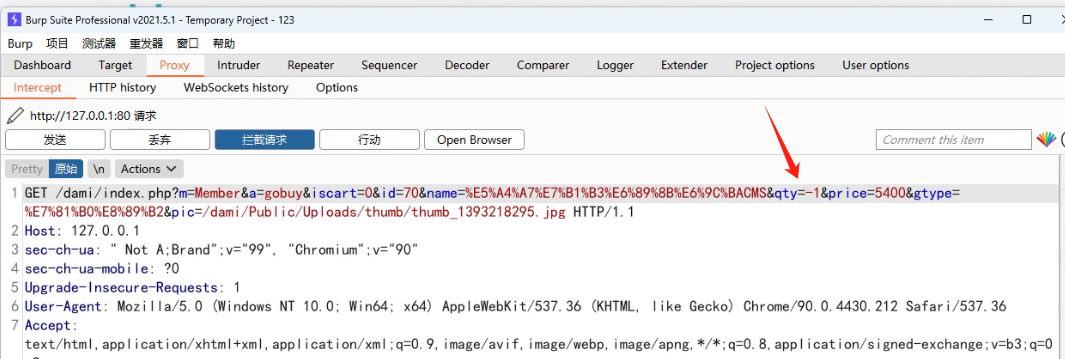 Burp Suite Professional v2021.5.1 - Temporary Project - 123
Burp 项目 测试器 重发器 窗口 帮助
Dashboard Target Proxy Intruder Repeater Sequencer Decoder Comparer Logger Extender Project options User options
Intercept HTTP history WebSockets history Options
http://127.0.0.1:80 请求
发送 丢弃 拦截请求 行动 Open Browser Comment this item
Pretty 原始 \n Actions
1 GET /dami/index.php?m=Member&a=gobuy&iscart=0&id=70&name=%E5%A4%A7%E7%B1%B3%E6%89%8B%E6%9C%BACMS&qty=-1&price=5400&gtype=
%E7%81%B0%E8%89%B2&pic=/dami/Public/Uploads/thumb/thumb_1393218295.jpg HTTP/1.1
2 Host: 127.0.0.1
3 sec-ch-ua: " Not A;Brand";v="99", "Chromium";v="90"
4 sec-ch-ua-mobile: ?0
5 Upgrade-Insecure-Requests: 1
6 User-Agent: Mozilla/5.0 (Windows NT 10.0; Win64; x64) AppleWebKit/537.36 (KHTML, like Gecko) Chrome/90.0.4430.212 Safari/537.36
7 Accept:
text/html,application/xhtml+xml,application/xml;q=0.9,image/avif,image/webp,image/apng,*/*;q=0.8,application/signed-exchange;v=b3;q=0